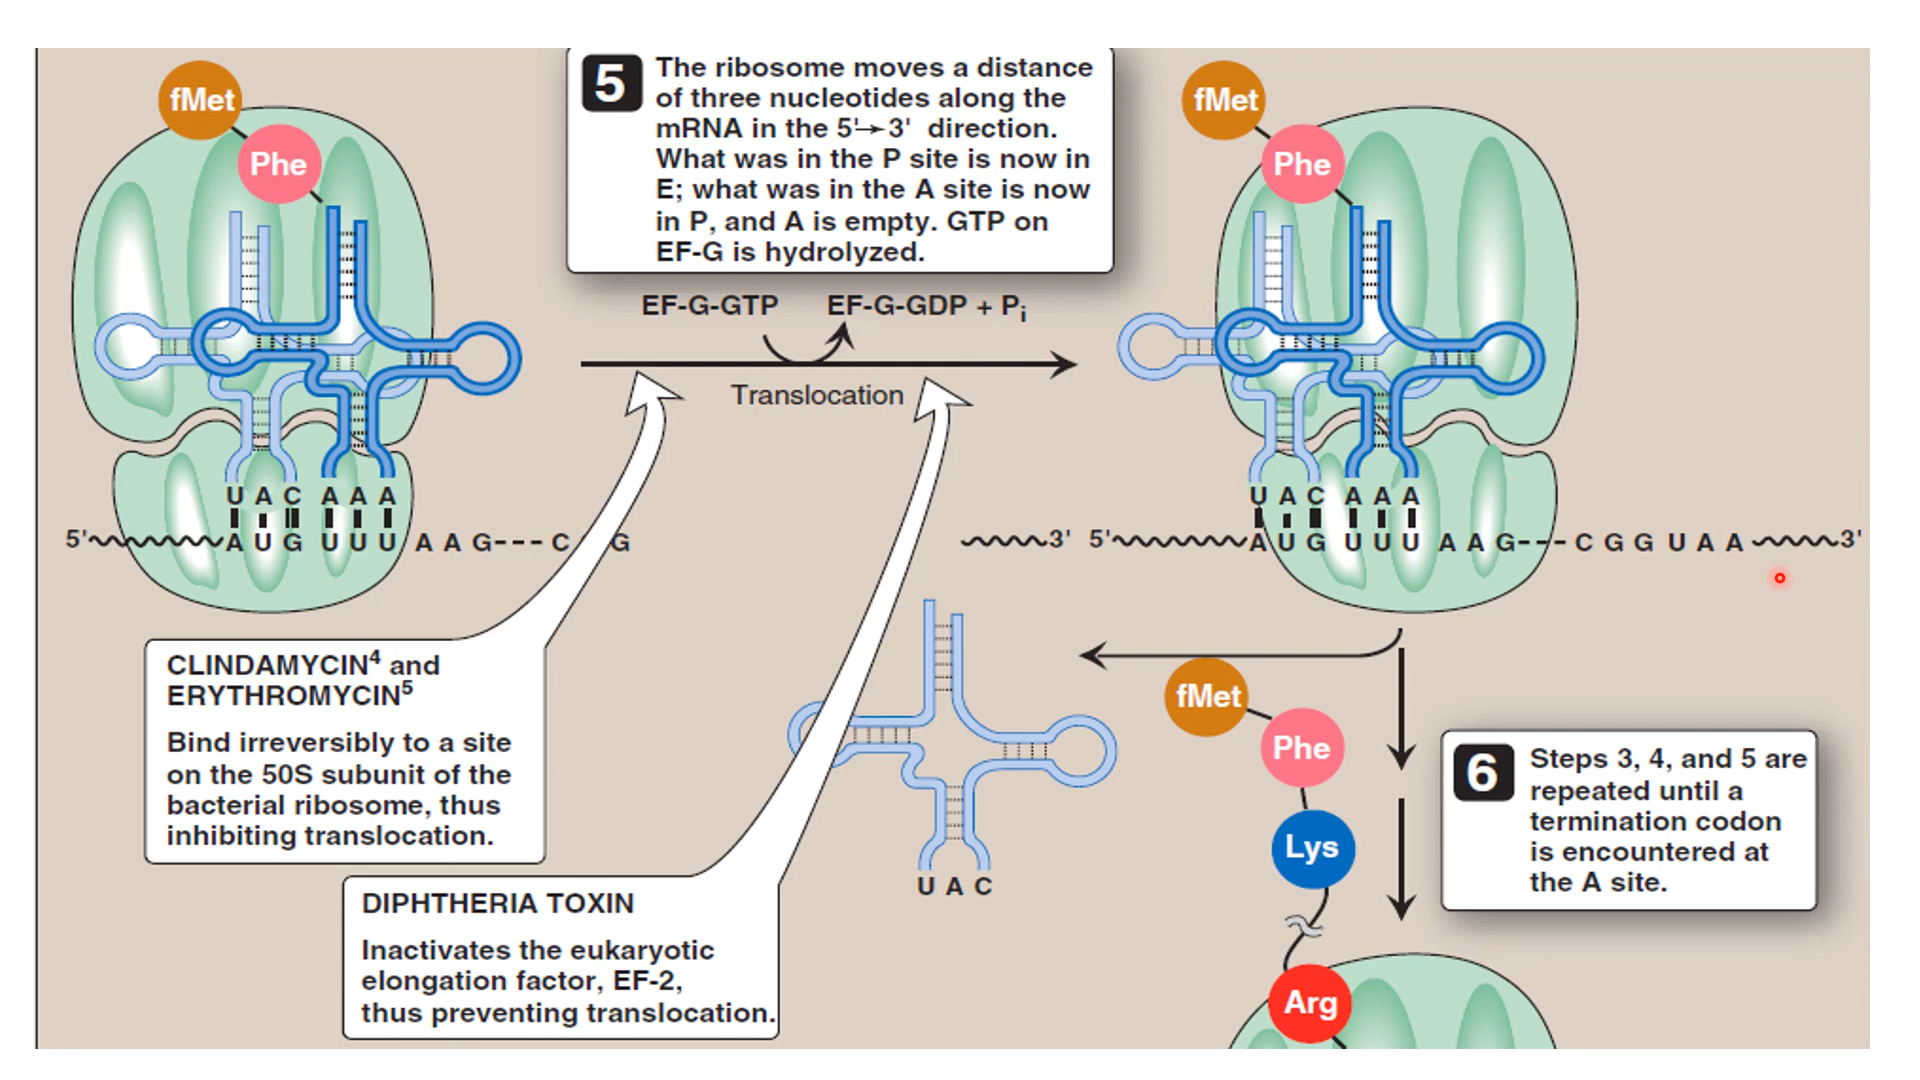 fMet
Phe
5
The ribosome moves a distance
of three nucleotides along the
mRNA in the 5'→3' direction.
What was in the P site is now in
E; what was in the A site is now
in P, and A is empty. GTP on
EF-G is hydrolyzed.
fMet
Phe
EF-G-GTP
EF-G-GDP + Pi
Translocation
U A C A A A
5' A U G U U U A A G---C G
3'
U A C A A A
5' A U G U U U A A G---C G G U A A 3'
CLINDAMYCIN4 and
ERYTHROMYCIN5
Bind irreversibly to a site
on the 50S subunit of the
bacterial ribosome, thus
inhibiting translocation.
U A C
DIPHTHERIA TOXIN
Inactivates the eukaryotic
elongation factor, EF-2,
thus preventing translocation.
fMet
Phe
Lys
Arg
6
Steps 3, 4, and 5 are
repeated until a
termination codon
is encountered at
the A site.